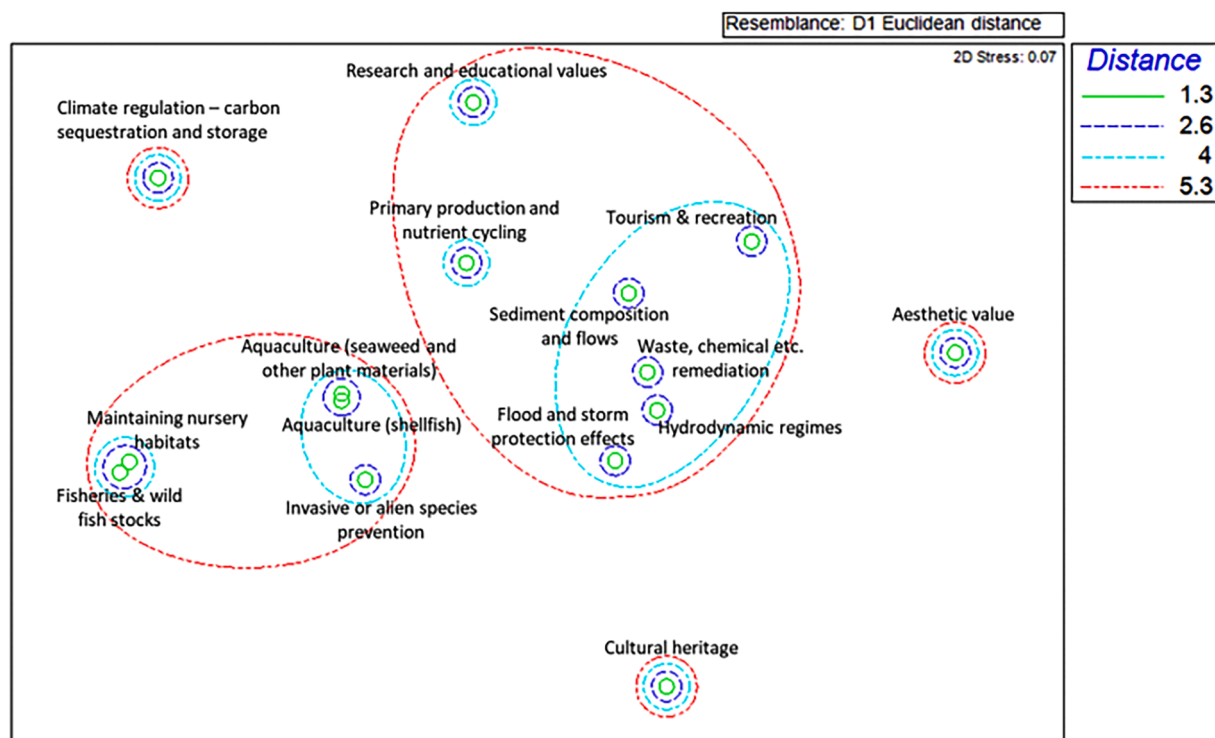 Resemblance: D1 Euclidean distance
2D Stress: 0.07
Distance
1.3
2.6
4
5.3
Research and educational values
Climate regulation – carbon
sequestration and storage
Primary production and
nutrient cycling
Tourism & recreation
Sediment composition
and flows
Aesthetic value
Waste, chemical etc.
remediation
Aquaculture (seaweed and
other plant materials)
Maintaining nursery
habitats
Aquaculture (shellfish)
Flood and storm
protection effects
Hydrodynamic regimes
Fisheries & wild
fish stocks
Invasive or alien species
prevention
Cultural heritage